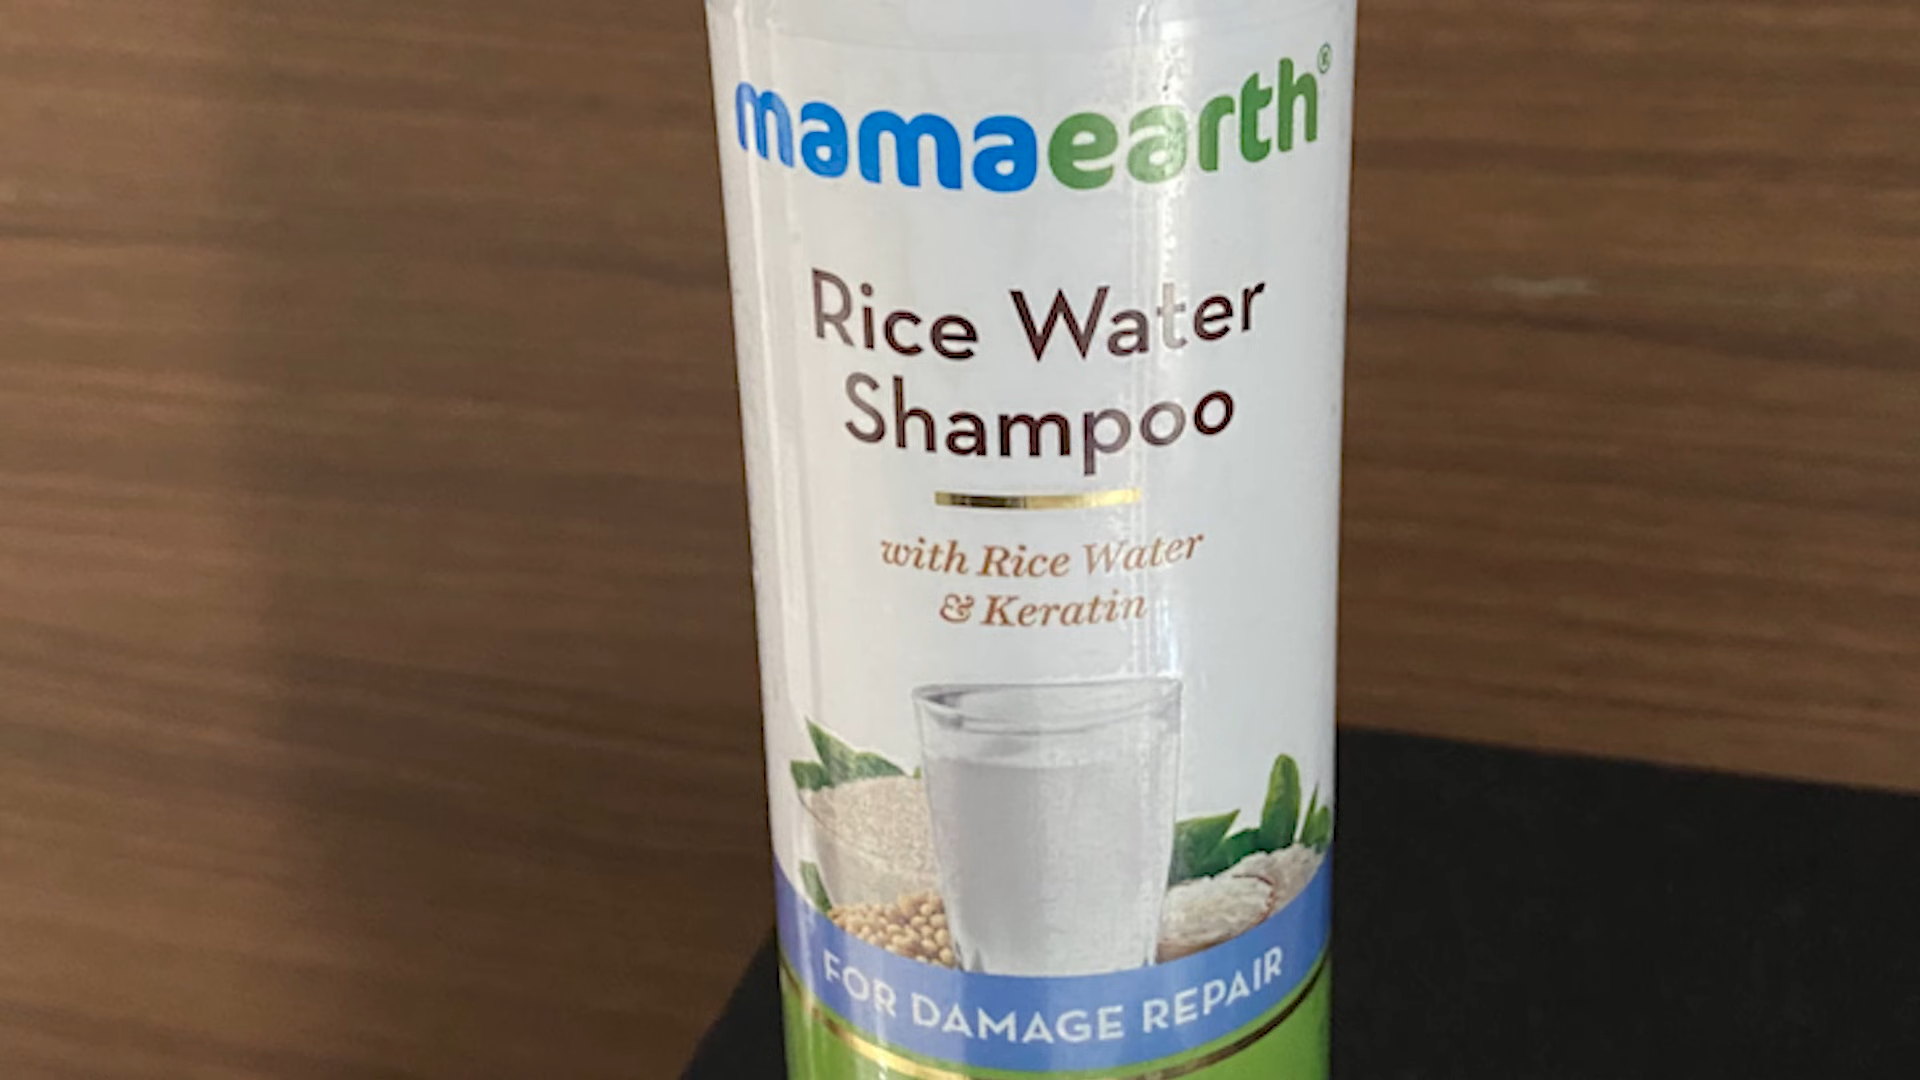 mamaearth®
Rice Water
Shampoo
with Rice Water
& Keratin
FOR DAMAGE REPAIR